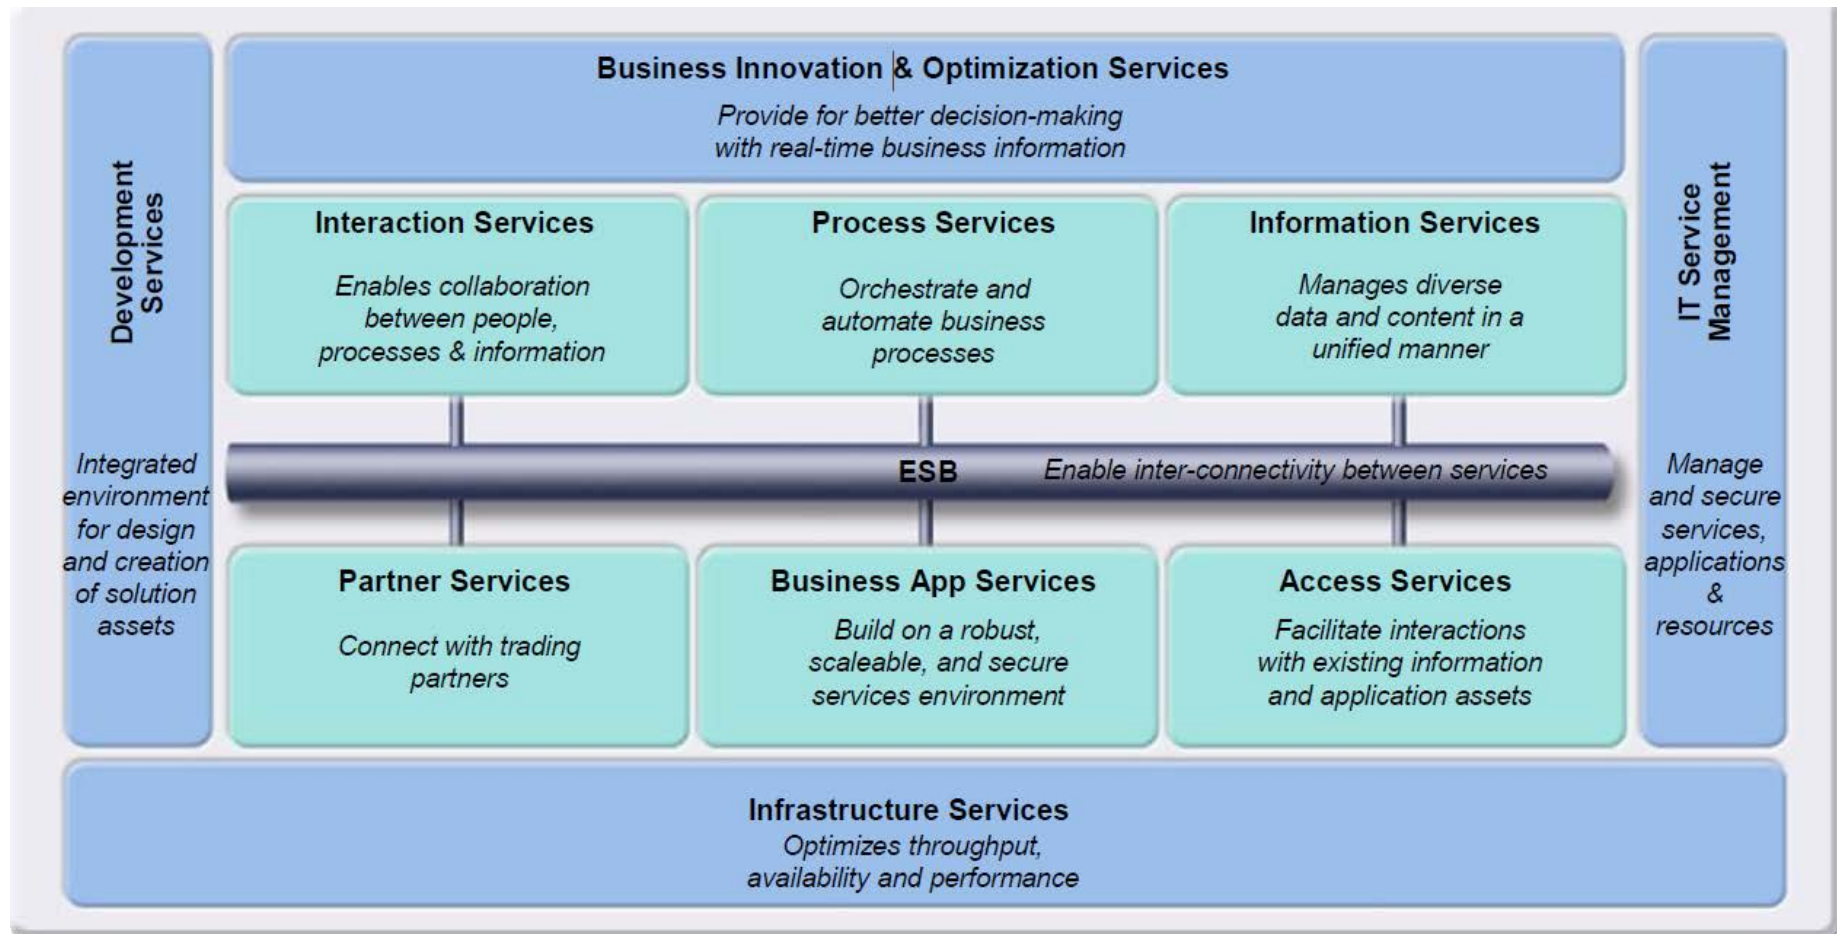 Business Innovation & Optimization Services
Provide for better decision-making
with real-time business information
Development
Services
Integrated
environment
for design
and creation
of solution
assets
Interaction Services
Enables collaboration
between people,
processes & information
Process Services
Orchestrate and
automate business
processes
Information Services
Manages diverse
data and content in a
unified manner
IT Service
Management
Manage
and secure
services,
applications
&
resources
ESB Enable inter-connectivity between services
Partner Services
Connect with trading
partners
Business App Services
Build on a robust,
scaleable, and secure
services environment
Access Services
Facilitate interactions
with existing information
and application assets
Infrastructure Services
Optimizes throughput,
availability and performance